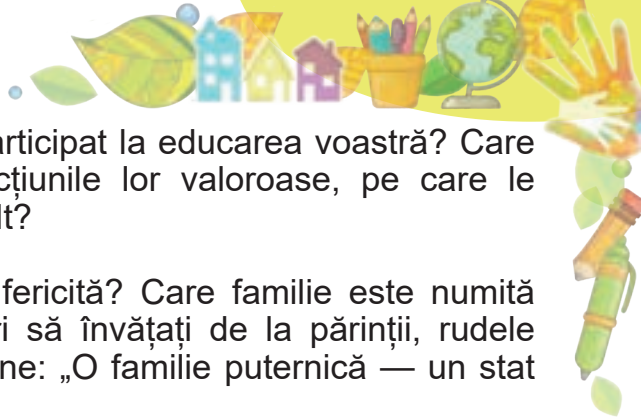 articipat la educarea voastră? Care
cțiunile lor valoroase, pe care le
lt?
fericită? Care familie este numită
ri să învățați de la părinții, rudele
ne: „O familie puternică — un stat